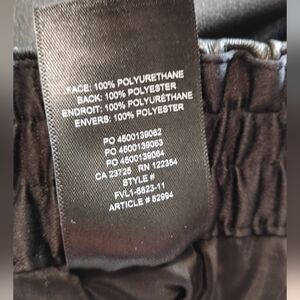 FACE: 100% POLYURETHANE
BACK: 100% POLYESTER
ENDROIT: 100% POLYURÉTHANE
ENVERS: 100% POLYESTER
PO 4500139062
PO 4500139063
PO 4500139064
CA 23725 RN 122354
STYLE #
FVL1-5623-11
ARTICLE # 82994